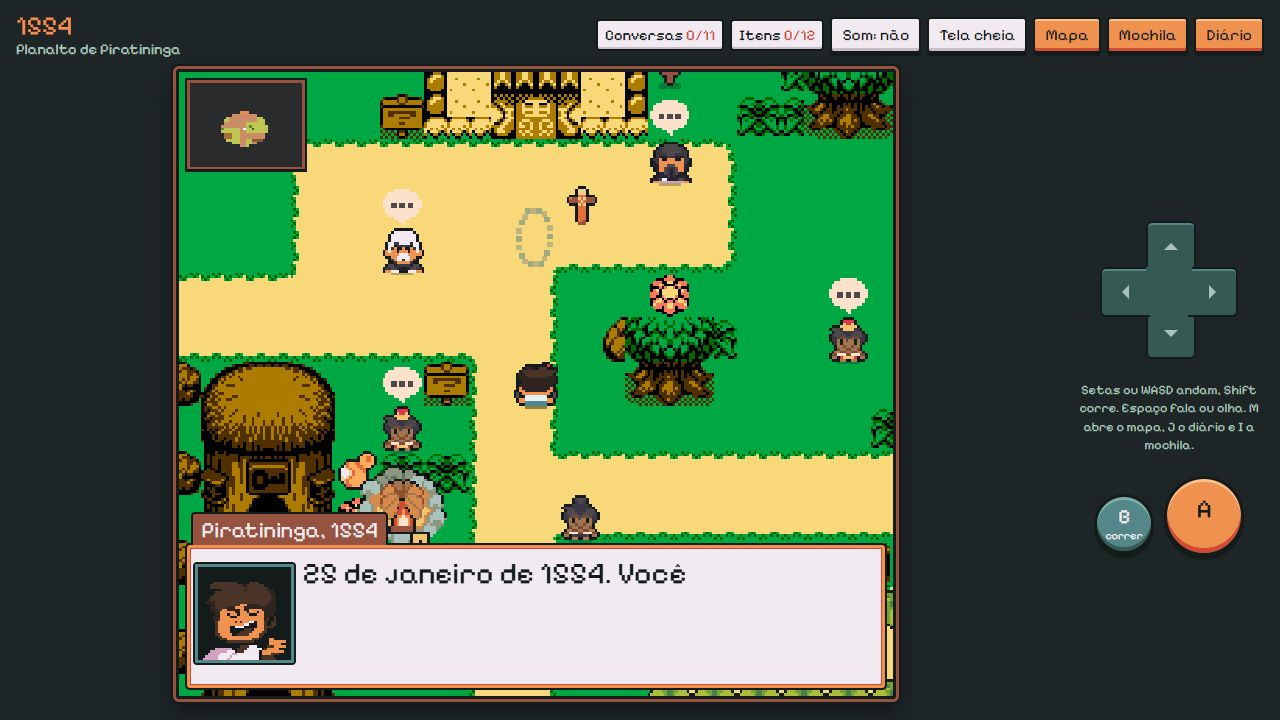 1554
Planalto de Piratininga
Conversas 0/11
Itens 0/12
Som: não
Tela cheia
Mapa
Mochila
Diário
...
...
...
...
Setas ou WASD andam, Shift
corre. Espaço fala ou olha. M
abre o mapa, J o diário e I a
mochila.
A
B
correr
Piratininga, 1554
25 de janeiro de 1554. Você